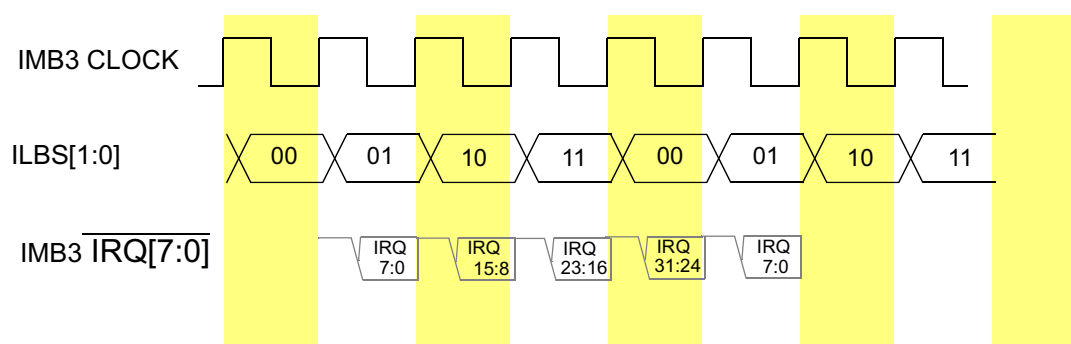 IMB3 CLOCK
ILBS[1:0] 00 01 10 11 00 01 10 11
IMB3 IRQ[7:0] IRQ 7:0 IRQ 15:8 IRQ 23:16 IRQ 31:24 IRQ 7:0